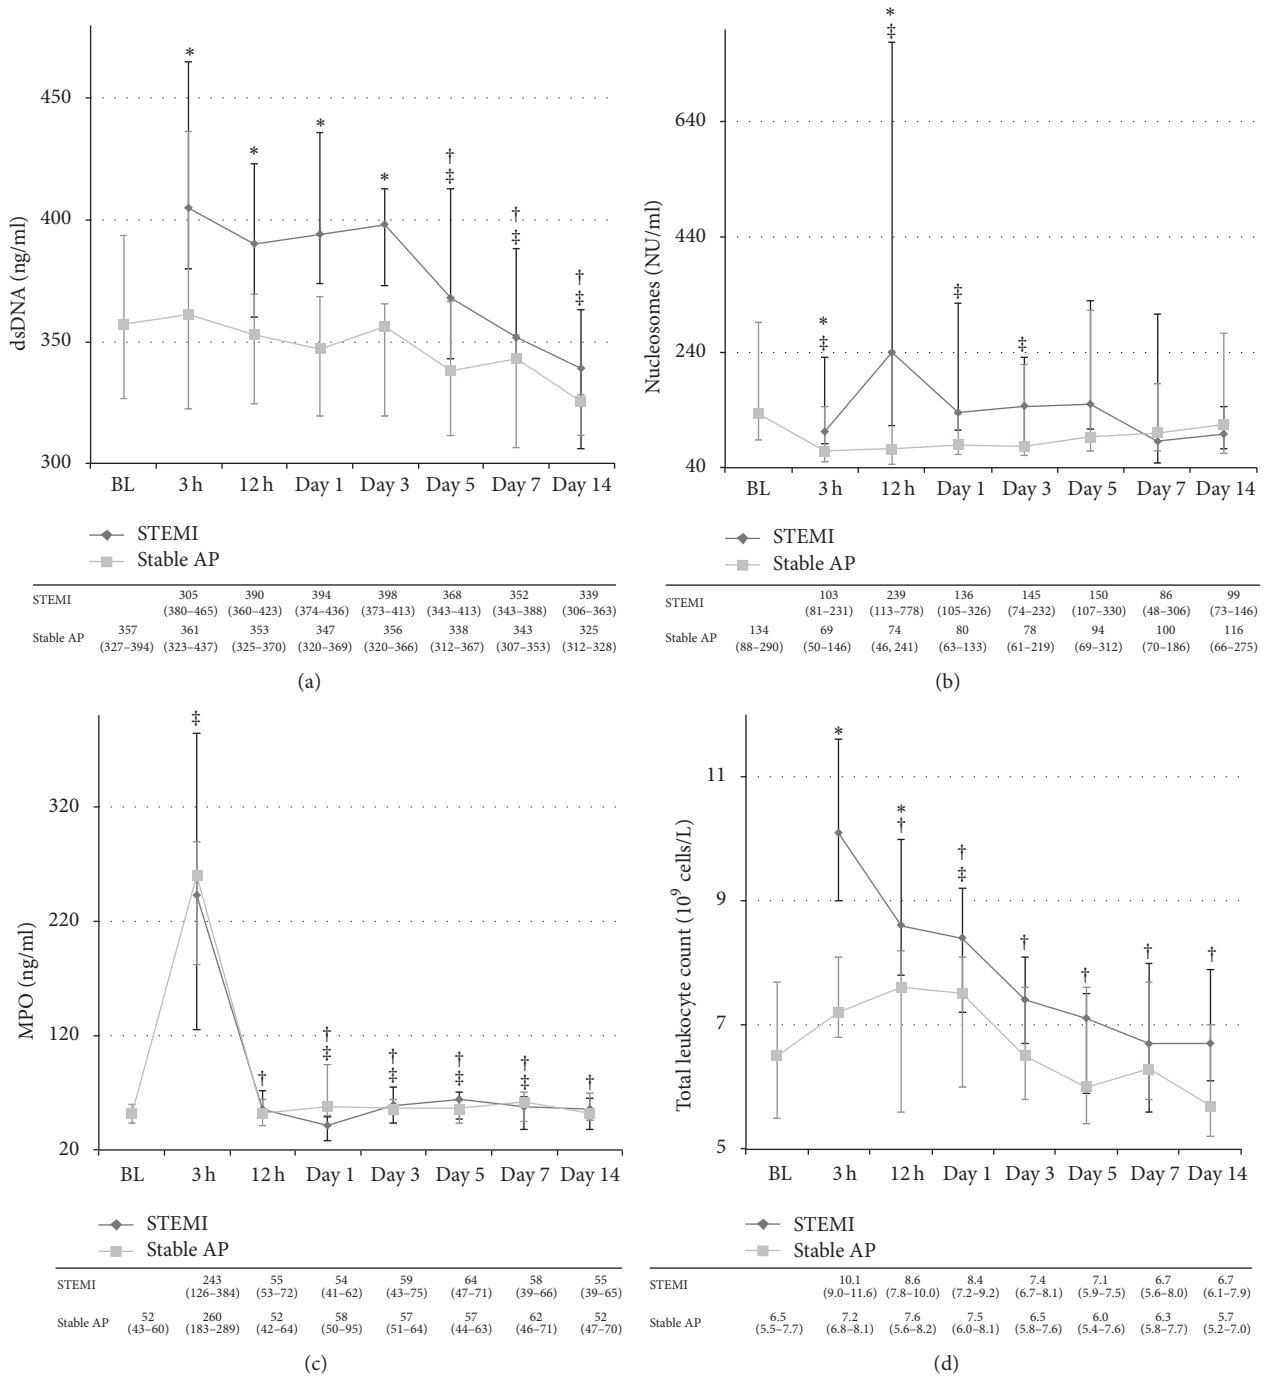 *
*
*
*
†
‡
†
‡
†
‡
450
400
350
300
dsDNA (ng/ml)
BL 3 h 12 h Day 1 Day 3 Day 5 Day 7 Day 14
STEMI
Stable AP
STEMI 305 390 394 398 368 352 339
(380–465) (360–423) (374–436) (373–413) (343–413) (343–388) (306–363)
Stable AP 357 361 353 347 356 338 343 325
(327–394) (323–437) (325–370) (320–369) (320–366) (312–367) (307–353) (312–328)
(a)
*
‡
*
‡
‡
‡
640
440
240
40
Nucleosomes (NU/ml)
BL 3 h 12 h Day 1 Day 3 Day 5 Day 7 Day 14
STEMI
Stable AP
STEMI 103 239 136 145 150 86 99
(81–231) (113–778) (105–326) (74–232) (107–330) (48–306) (73–146)
Stable AP 134 69 74 80 78 94 100 116
(88–290) (50–146) (46, 241) (63–133) (61–219) (69–312) (70–186) (66–275)
(b)
‡
†
†
‡
†
‡
†
‡
†
‡
†
320
220
120
20
MPO (ng/ml)
BL 3 h 12 h Day 1 Day 3 Day 5 Day 7 Day 14
STEMI
Stable AP
STEMI 243 55 54 59 64 58 55
(126–384) (53–72) (41–62) (43–75) (47–71) (39–66) (39–65)
Stable AP 52 260 52 58 57 57 62 52
(43–60) (183–289) (42–64) (50–95) (51–64) (44–63) (46–71) (47–70)
(c)
*
*
†
†
‡
†
†
†
†
11
9
7
5
Total leukocyte count (10⁹ cells/L)
BL 3 h 12 h Day 1 Day 3 Day 5 Day 7 Day 14
STEMI
Stable AP
STEMI 10.1 8.6 8.4 7.4 7.1 6.7 6.7
(9.0–11.6) (7.8–10.0) (7.2–9.2) (6.7–8.1) (5.9–7.5) (5.6–8.0) (6.1–7.9)
Stable AP 6.5 7.2 7.6 7.5 6.5 6.0 6.3 5.7
(5.5–7.7) (6.8–8.1) (5.6–8.2) (6.0–8.1) (5.8–7.6) (5.4–7.6) (5.8–7.7) (5.2–7.0)
(d)